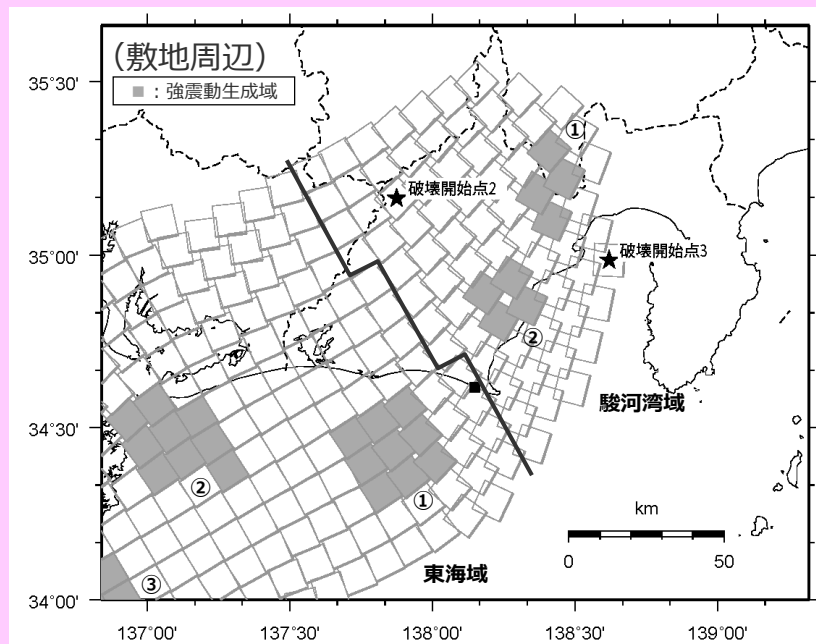 (敷地周辺)
■:強震動生成域
35°30'
①
破壊開始点2
35°00'
破壊開始点3
②
駿河湾域
34°30'
②
①
km
0 50
東海域
③
34°00'
137°00' 137°30' 138°00' 138°30' 139°00'